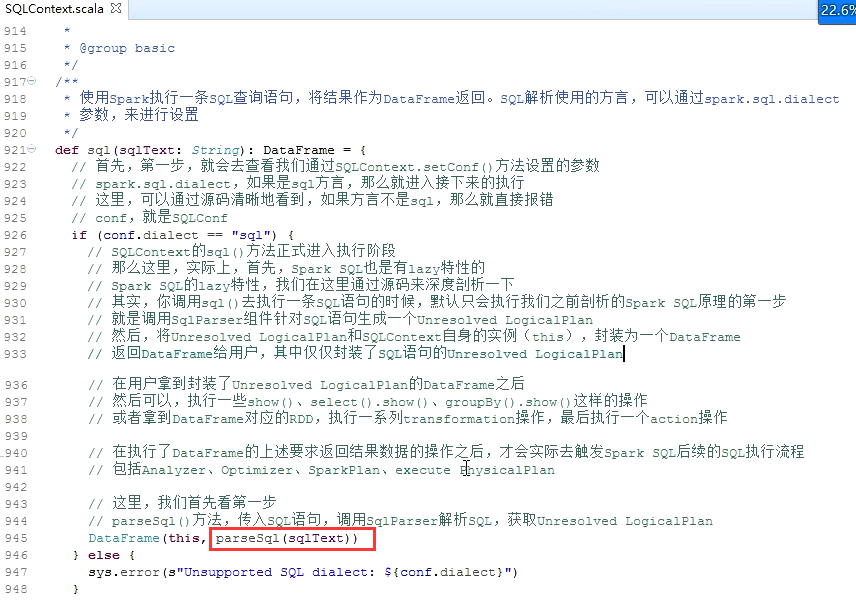 SQLContext.scala
22.6%
914 *
915 * @group basic
916 */
917 /**
918 * 使用Spark执行一条SQL查询语句，将结果作为DataFrame返回。SQL解析使用的方言，可以通过spark.sql.dialect
919 * 参数，来进行设置
920 */
921 def sql(sqlText: String): DataFrame = {
922 // 首先，第一步，就会去查看我们通过SQLContext.setConf()方法设置的参数
923 // spark.sql.dialect，如果是sql方言，那么就进入接下来的执行
924 // 这里，可以通过源码清晰地看到，如果方言不是sql，那么就直接报错
925 // conf，就是SQLConf
926 if (conf.dialect == "sql") {
927 // SQLContext的sql()方法正式进入执行阶段
928 // 那么这里，实际上，首先，Spark SQL也是有lazy特性的
929 // Spark SQL的lazy特性，我们在这里通过源码来深度剖析一下
930 // 其实，你调用sql()去执行一条SQL语句的时候，默认只会执行我们之前剖析的Spark SQL原理的第一步
931 // 就是调用SqlParser组件针对SQL语句生成一个Unresolved LogicalPlan
932 // 然后，将Unresolved LogicalPlan和SQLContext自身的实例（this），封装为一个DataFrame
933 // 返回DataFrame给用户，其中仅仅封装了SQL语句的Unresolved LogicalPlan
936 // 在用户拿到封装了Unresolved LogicalPlan的DataFrame之后
937 // 然后可以，执行一些show()、select().show()、groupBy().show()这样的操作
938 // 或者拿到DataFrame对应的RDD，执行一系列transformation操作，最后执行一个action操作
939
940 // 在执行了DataFrame的上述要求返回结果数据的操作之后，才会实际去触发Spark SQL后续的SQL执行流程
941 // 包括Analyzer、Optimizer、SparkPlan、execute PhysicalPlan
942
943 // 这里，我们首先看第一步
944 // parseSql()方法，传入SQL语句，调用SqlParser解析SQL，获取Unresolved LogicalPlan
945 DataFrame(this, parseSql(sqlText))
946 } else {
947 sys.error(s"Unsupported SQL dialect: ${conf.dialect}")
948 }